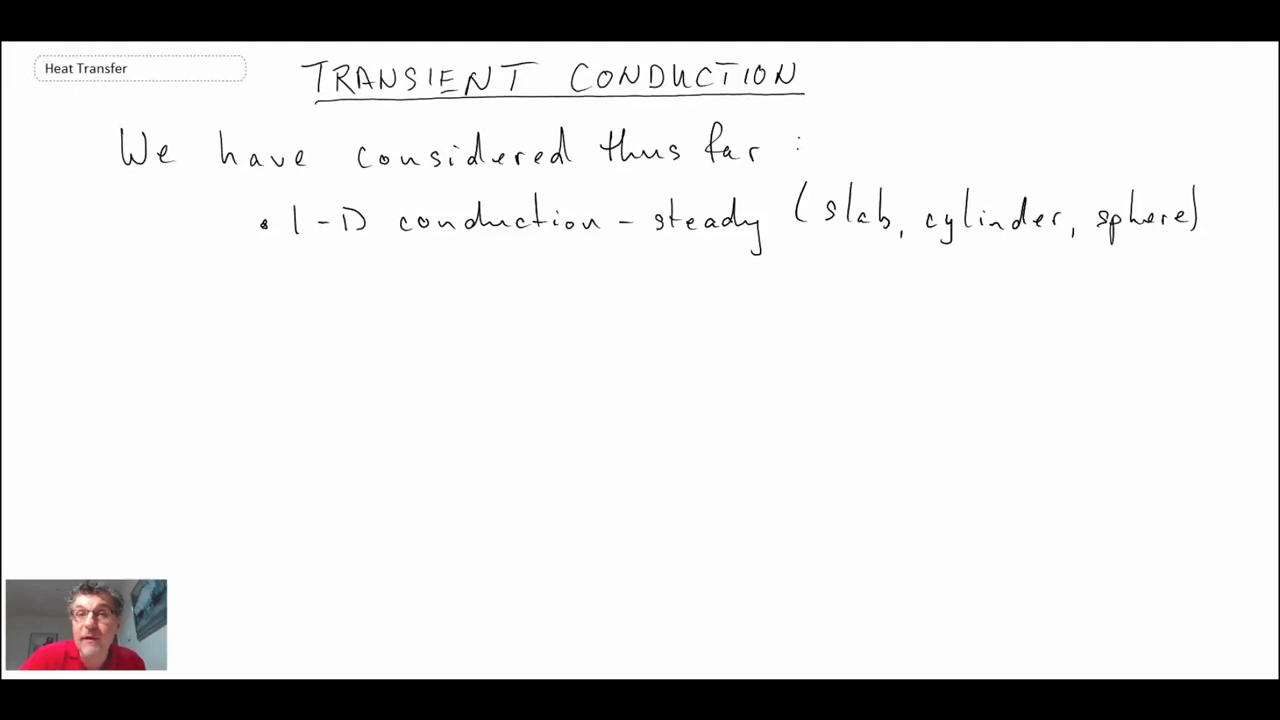 Heat Transfer
TRANSIENT CONDUCTION
We have considered thus far :
• 1-D conduction - steady (slab, cylinder, sphere)